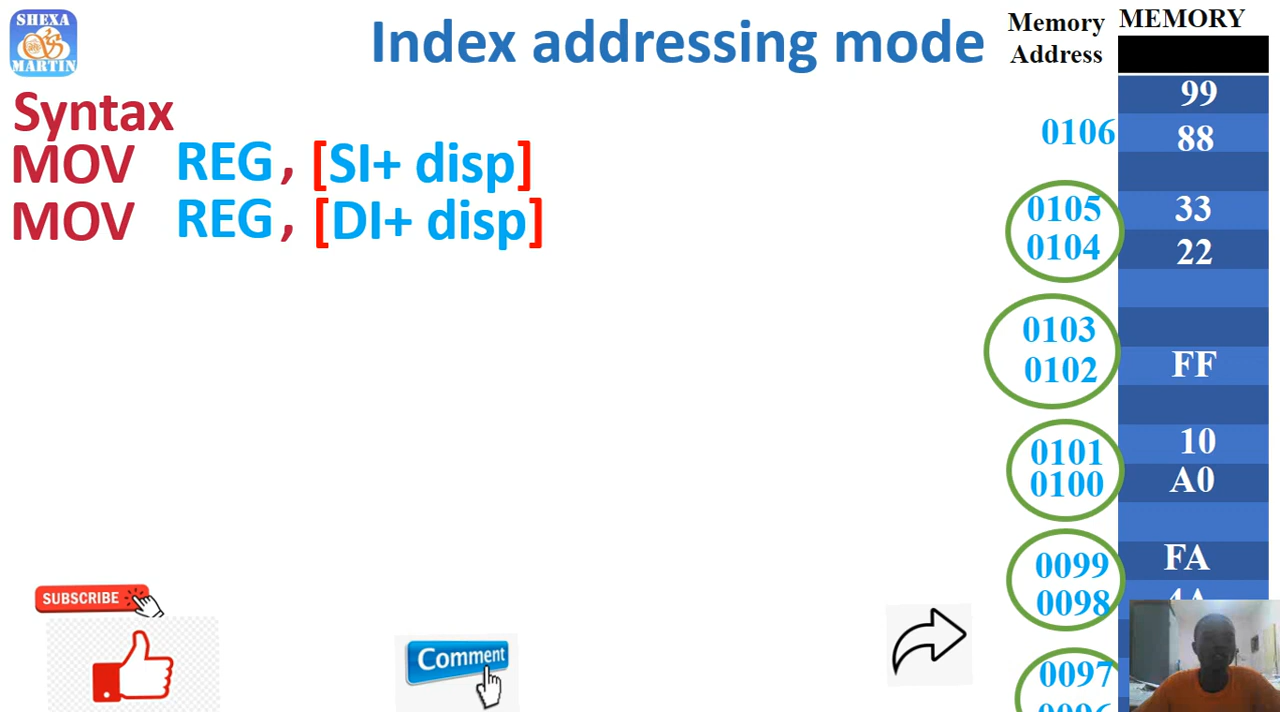 SHEXA
MARTIN
Index addressing mode
Memory
Address
MEMORY
Syntax
MOV REG, [SI+ disp]
MOV REG, [DI+ disp]
99
0106 88
0105 33
0104 22
0103
0102 FF
0101 10
0100 A0
0099 FA
0098
0097
SUBSCRIBE
Comment